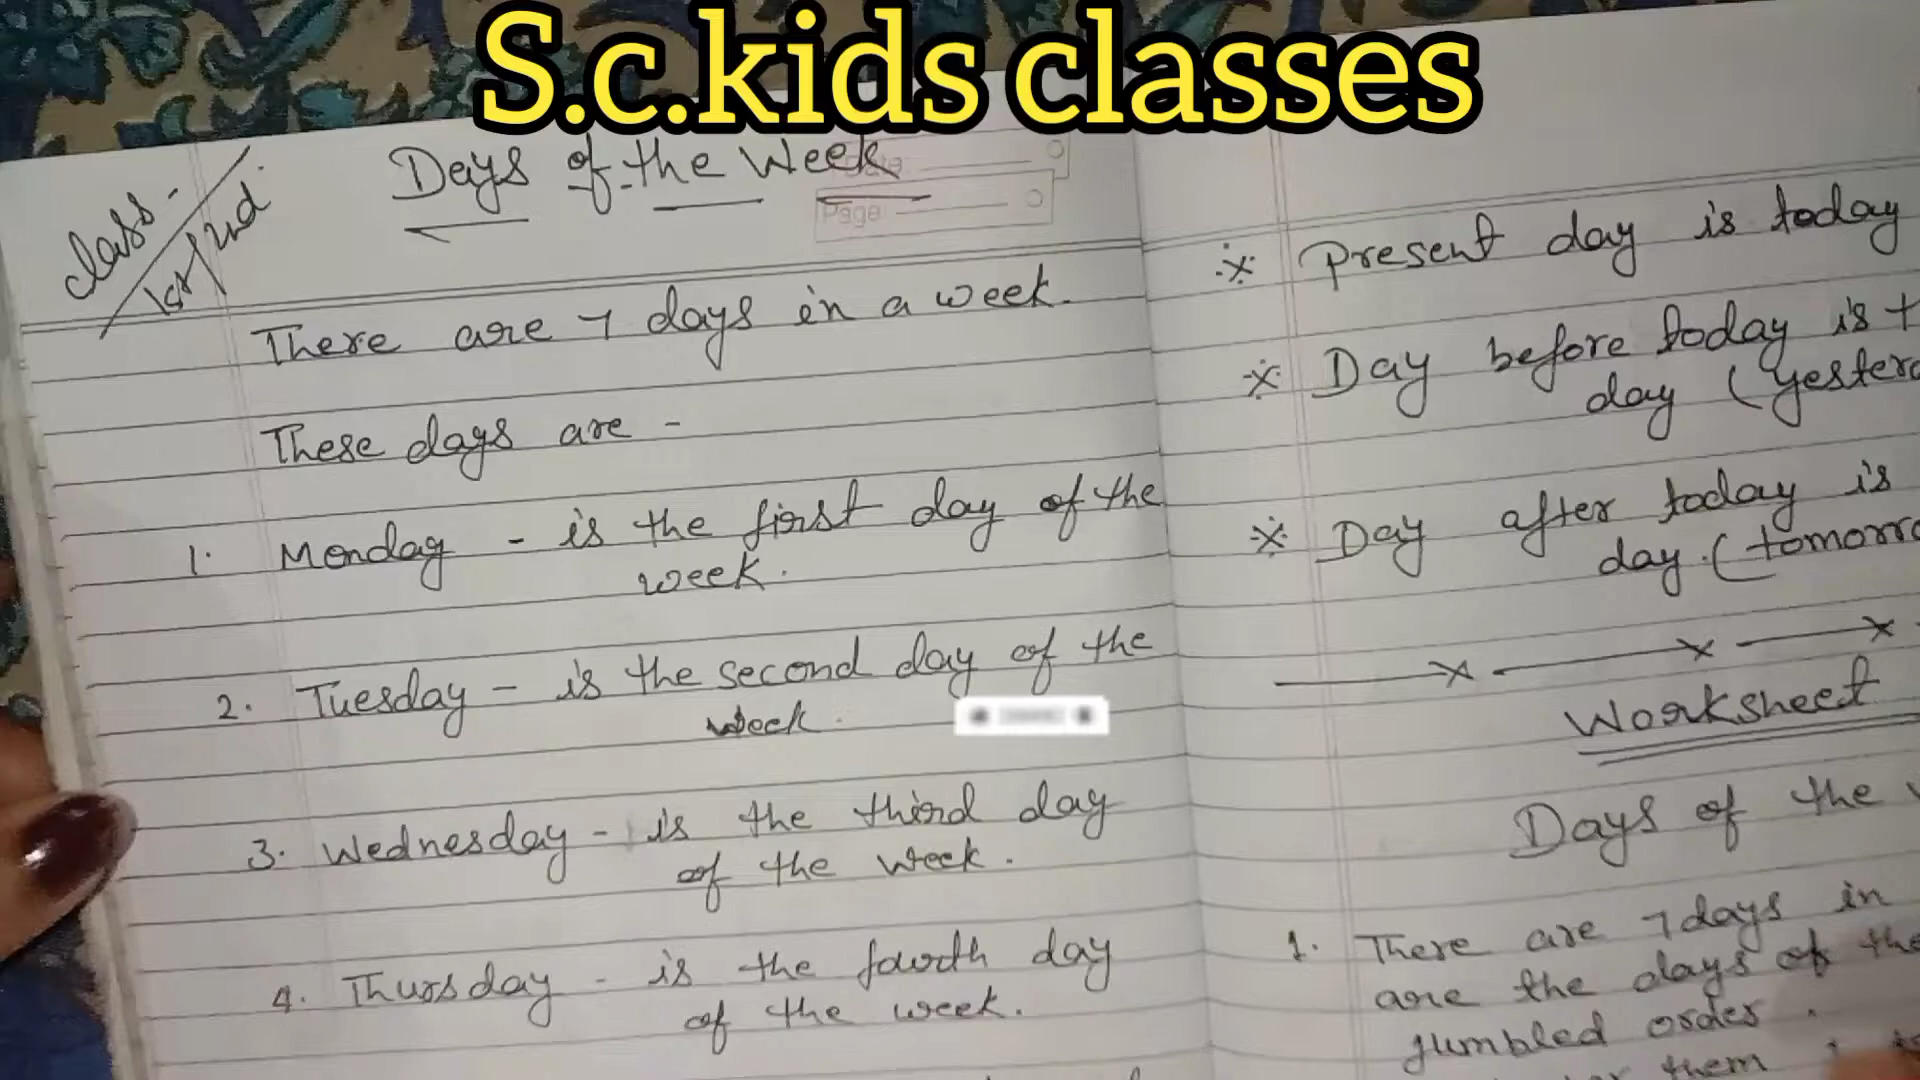 S.c.kids classes
class-
1st/2nd.
Days of the Week
Page
There are 7 days in a week.
These days are -
1. Monday - is the first day of the
week.
2. Tuesday - is the second day of the
week.
3. Wednesday - is the third day
of the week.
4. Thursday - is the fourth day
of the week.
Present day is today
Day before today is
day (
Day after today is
day. (
Worksheet
Days of the
1. There are 7 days in
are the days of the
jumbled order.
them